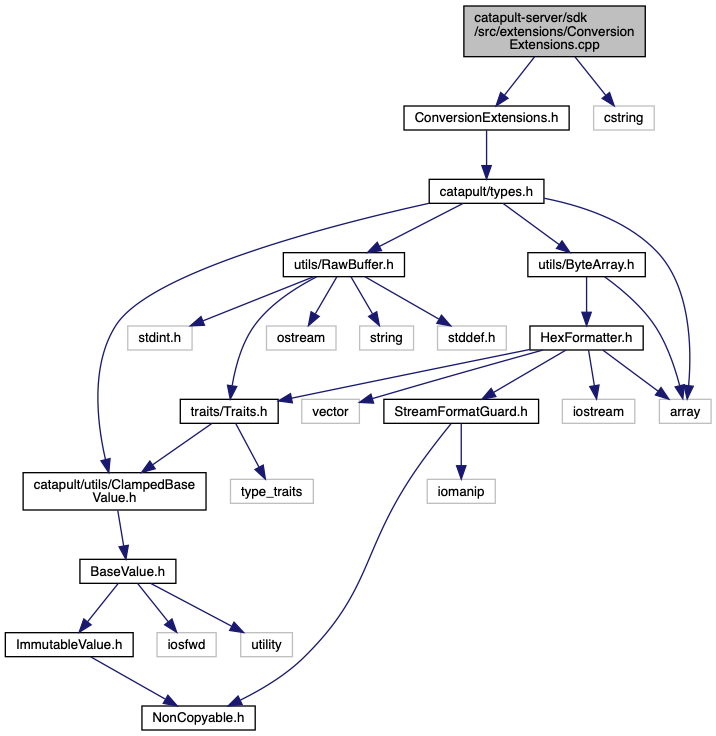 catapult-server/sdk
/src/extensions/Conversion
Extensions.cpp
ConversionExtensions.h
cstring
catapult/types.h
utils/RawBuffer.h
utils/ByteArray.h
stdint.h
ostream
string
stddef.h
HexFormatter.h
traits/Traits.h
vector
StreamFormatGuard.h
iostream
array
catapult/utils/ClampedBase
Value.h
type_traits
iomanip
BaseValue.h
ImmutableValue.h
iosfwd
utility
NonCopyable.h